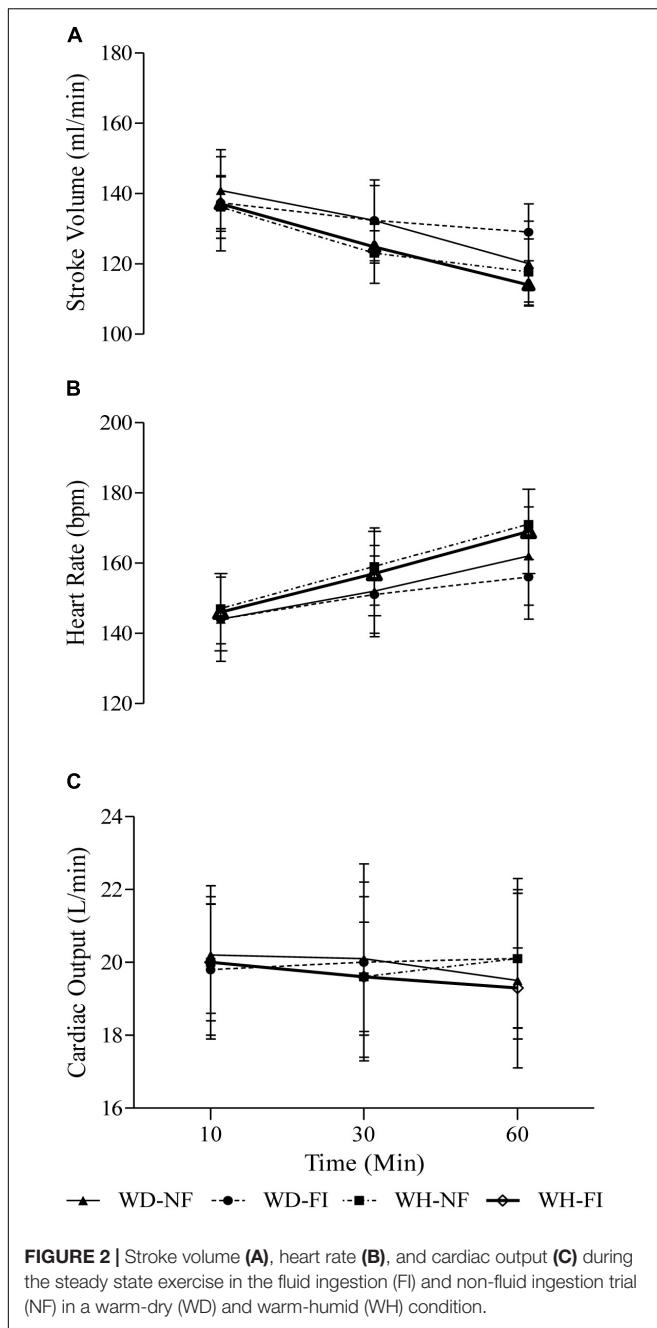 A
180
160
140
120
100
Stroke Volume (ml/min)
B
200
180
160
140
120
Heart Rate (bpm)
C
24
22
20
18
16
Cardiac Output (L/min)
10 30 60
Time (Min)
WD-NF WD-FI WH-NF WH-FI
FIGURE 2 | Stroke volume (A), heart rate (B), and cardiac output (C) during
the steady state exercise in the fluid ingestion (FI) and non-fluid ingestion trial
(NF) in a warm-dry (WD) and warm-humid (WH) condition.